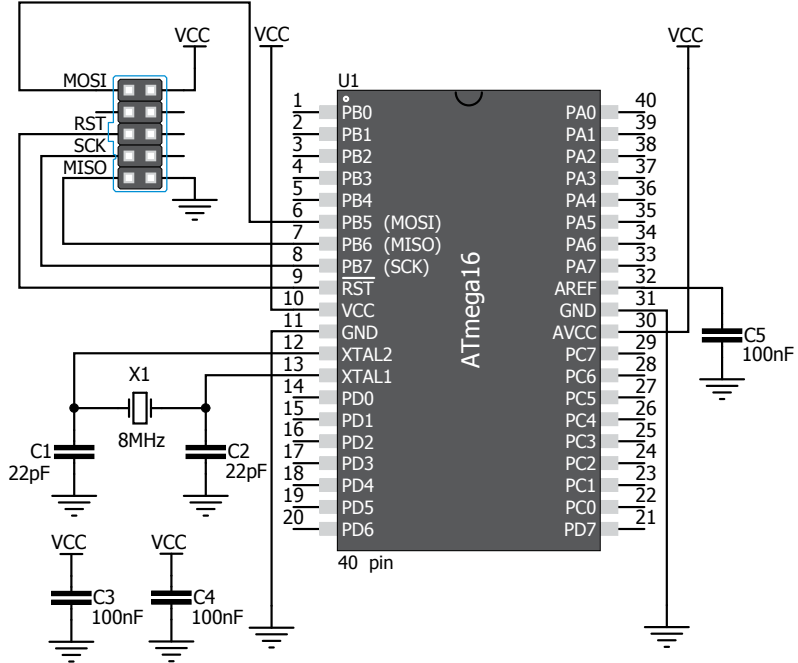 VCC
VCC
VCC
MOSI
RST
SCK
MISO
U1
1 PB0
2 PB1
3 PB2
4 PB3
5 PB4
6 PB5 (MOSI)
7 PB6 (MISO)
8 PB7 (SCK)
9 RST
10 VCC
11 GND
12 XTAL2
13 XTAL1
14 PD0
15 PD1
16 PD2
17 PD3
18 PD4
19 PD5
20 PD6
ATmega16
PA0 40
PA1 39
PA2 38
PA3 37
PA4 36
PA5 35
PA6 34
PA7 33
AREF 32
GND 31
AVCC 30
PC7 29
PC6 28
PC5 27
PC4 26
PC3 25
PC2 24
PC1 23
PC0 22
PD7 21
40 pin
C5
100nF
X1
8MHz
C1
22pF
C2
22pF
VCC
C3
100nF
VCC
C4
100nF